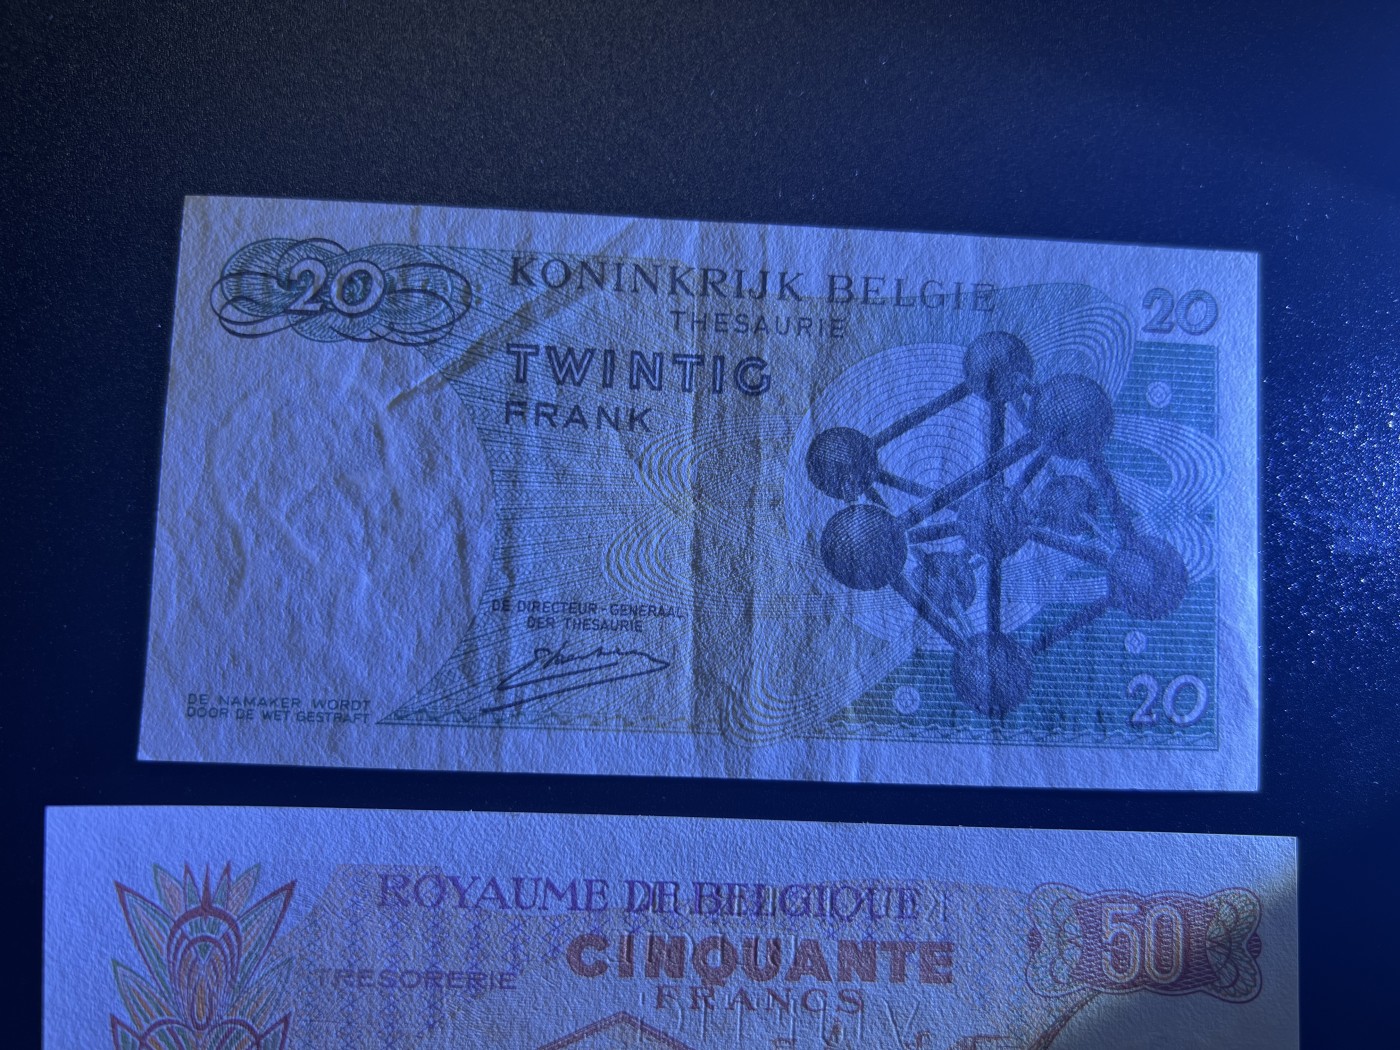 20
KONINKRIJK BELGIE
20
THESAURIE
TWINTIG
FRANK
DE DIRECTEUR-GENERAAL
DER THESAURIE
DE NAMAKER WORDT
DOOR DE WET GESTRAFT
20
ROYAUME DE BELGIQUE
50
CINQUANTE
TRESORERIE
FRANCS